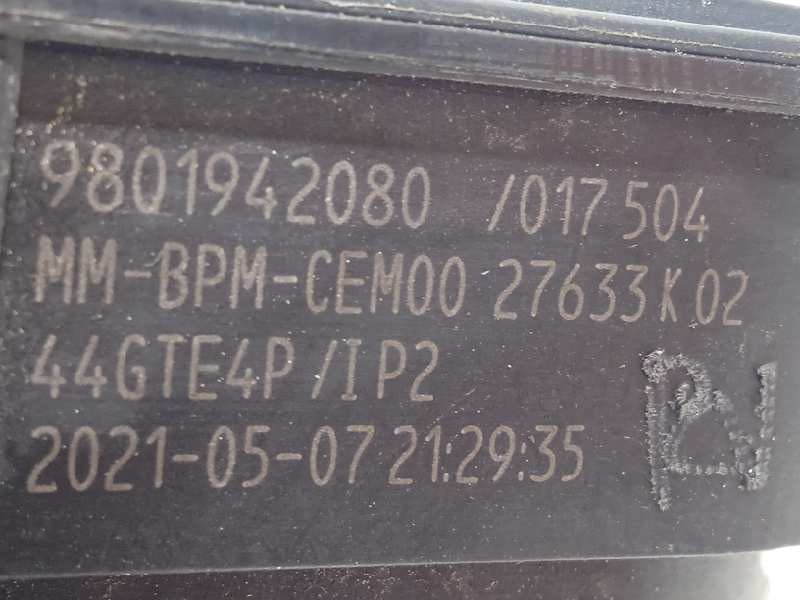 9801942080 /017 504
MM-BPM-CEM00 27633 K 02
44GTE4P /I P2
2021-05-07 21:29:35